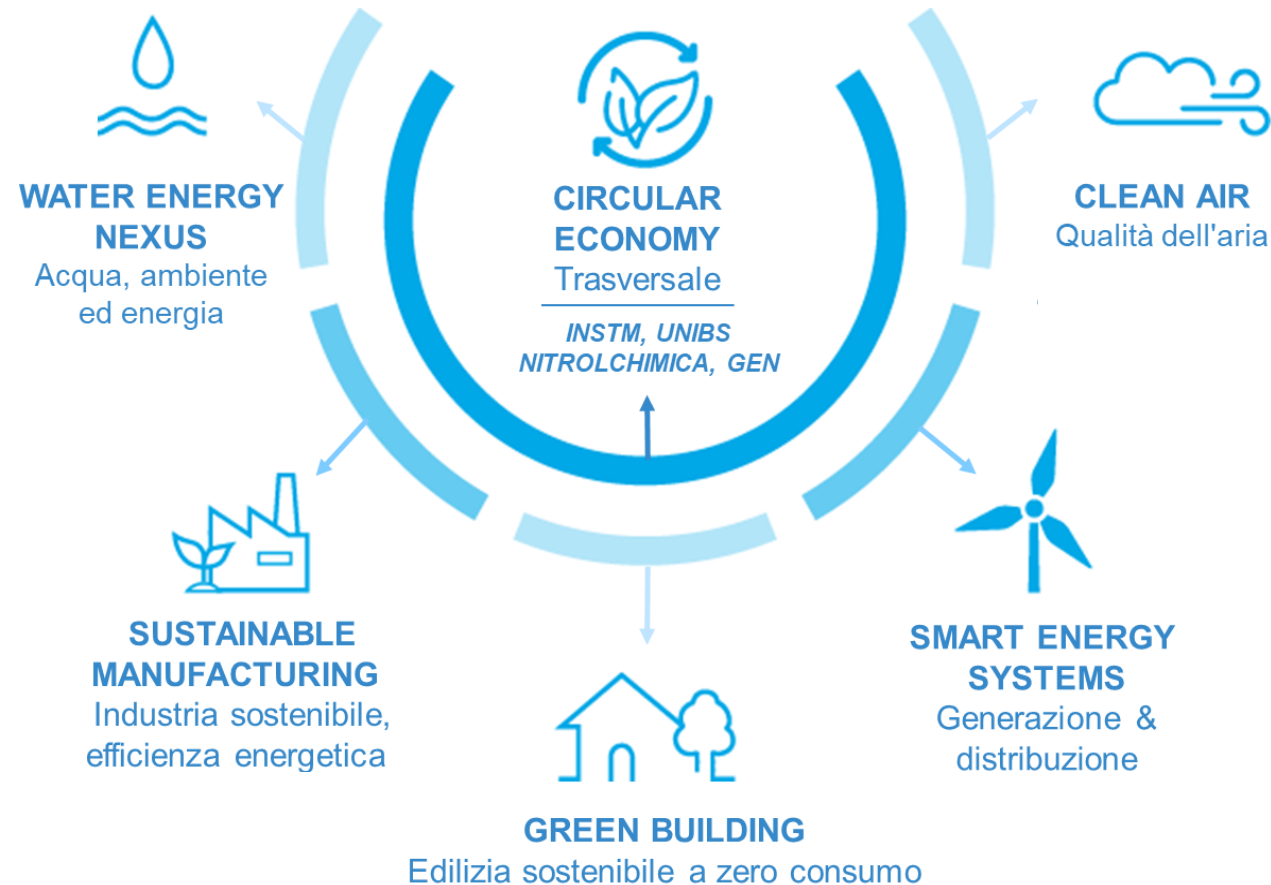 WATER ENERGY
NEXUS
Acqua, ambiente
ed energia
CIRCULAR
ECONOMY
Trasversale
INSTM, UNIBS
NITROLCHIMICA, GEN
CLEAN AIR
Qualità dell'aria
SUSTAINABLE
MANUFACTURING
Industria sostenibile,
efficienza energetica
GREEN BUILDING
Edilizia sostenibile a zero consumo
SMART ENERGY
SYSTEMS
Generazione &
distribuzione